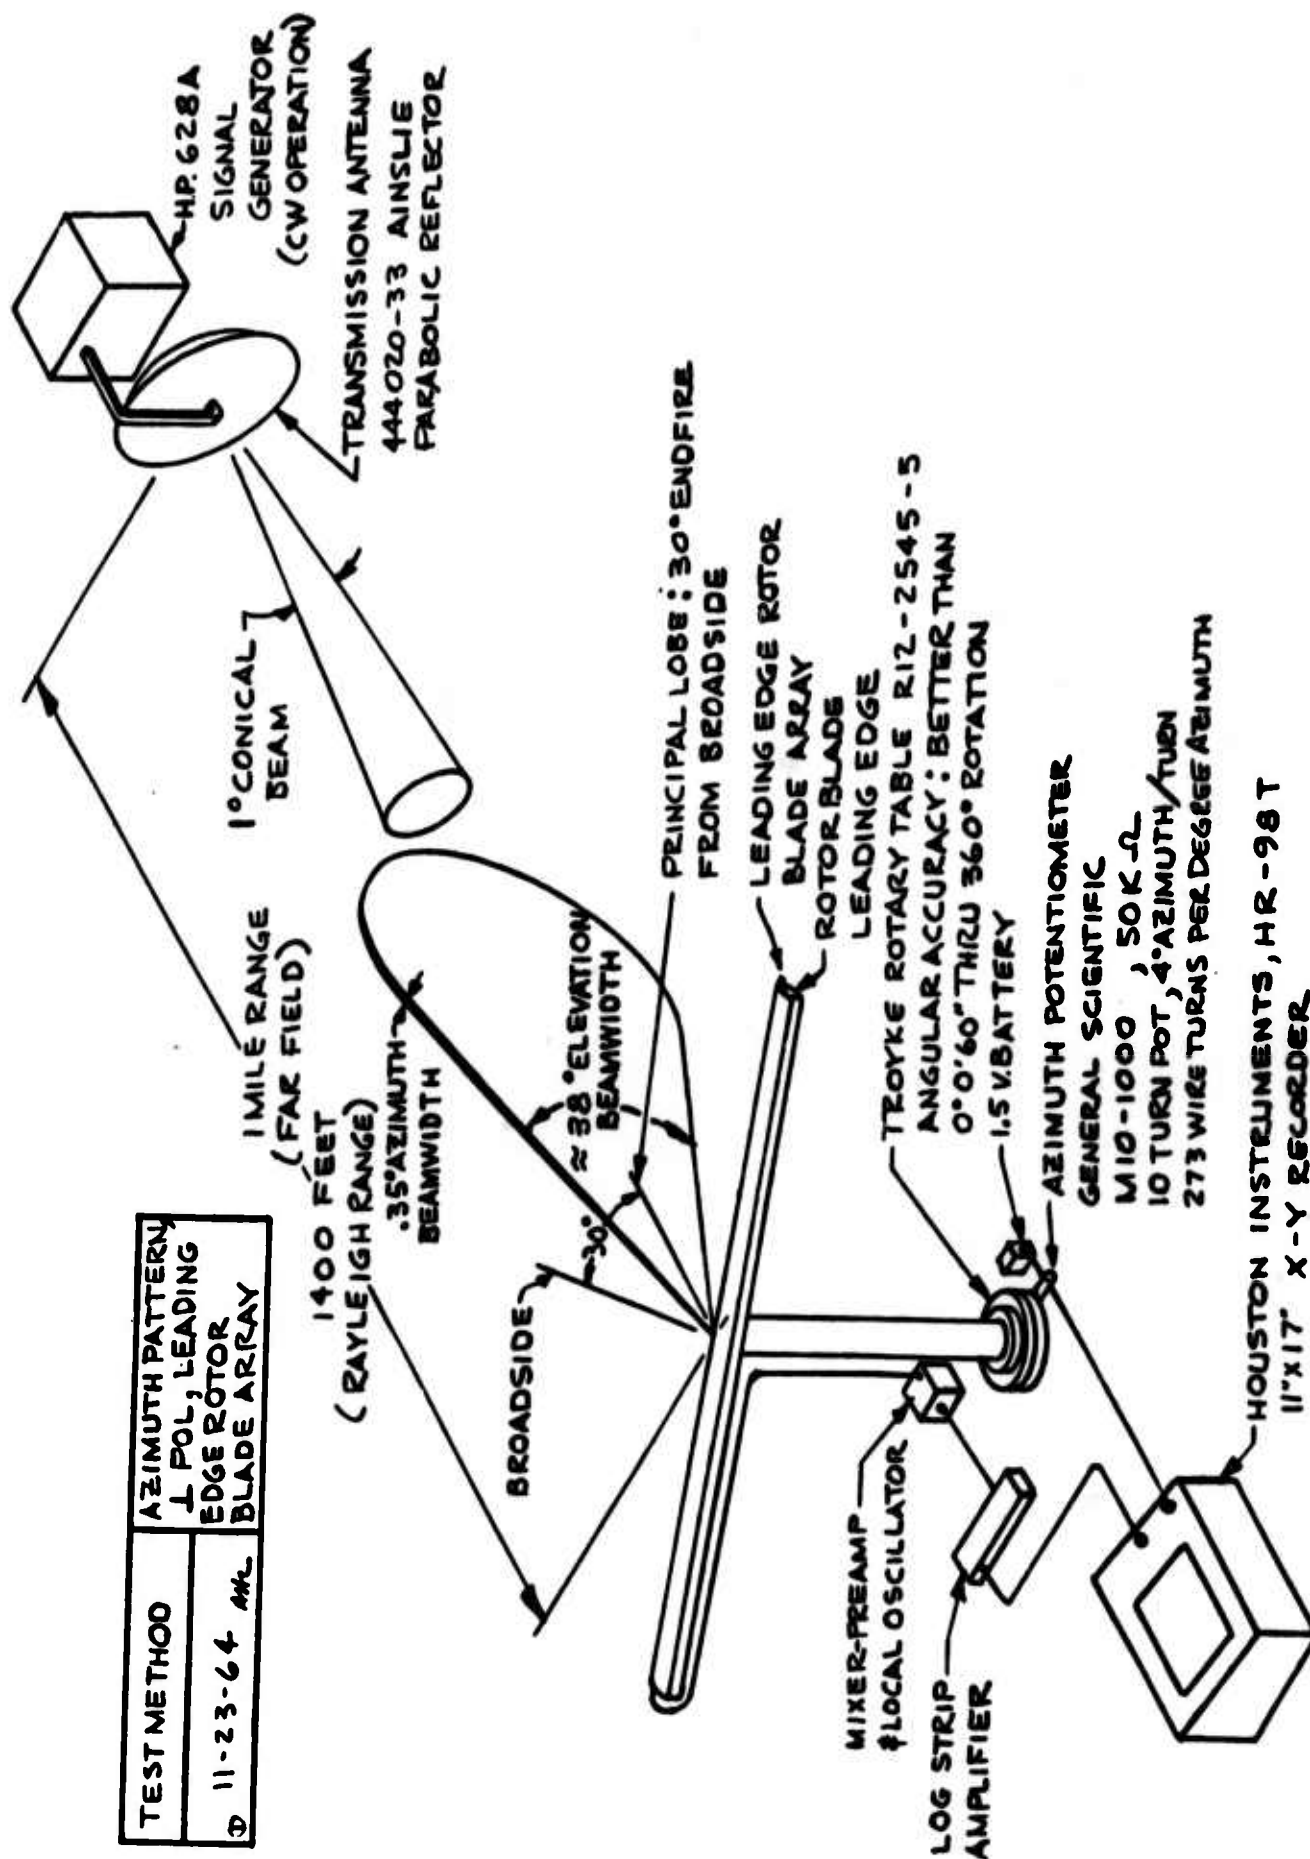 TEST METHOD
AZIMUTH PATTERN,
⊥ POL, LEADING
EDGE ROTOR
BLADE ARRAY
11-23-64
H.P. 628A
SIGNAL
GENERATOR
(CW OPERATION)
TRANSMISSION ANTENNA
44020-33 AINSLIE
PARABOLIC REFLECTOR
1 MILE RANGE
(FAR FIELD)
1400 FEET
(RAYLEIGH RANGE)
1° CONICAL
BEAM
.35° AZIMUTH
BEAMWIDTH
≈ 38° ELEVATION
BEAMWIDTH
BROADSIDE
30°
PRINCIPAL LOBE: 30° ENDFIRE
FROM BROADSIDE
LEADING EDGE ROTOR
BLADE ARRAY
ROTOR BLADE
LEADING EDGE
TROYKE ROTARY TABLE R12-2545-5
ANGULAR ACCURACY: BETTER THAN
0° 0' 60" THRU 360° ROTATION
1.5 V. BATTERY
AZIMUTH POTENTIOMETER
GENERAL SCIENTIFIC
M10-1000, 50K Ω
10 TURN POT, 4° AZIMUTH/TURN
273 WIRE TURNS PER DEGREE AZIMUTH
MIXER-PREAMP
& LOCAL OSCILLATOR
LOG STRIP
AMPLIFIER
HOUSTON INSTRUMENTS, HR-98T
11" X 17" X-Y RECORDER